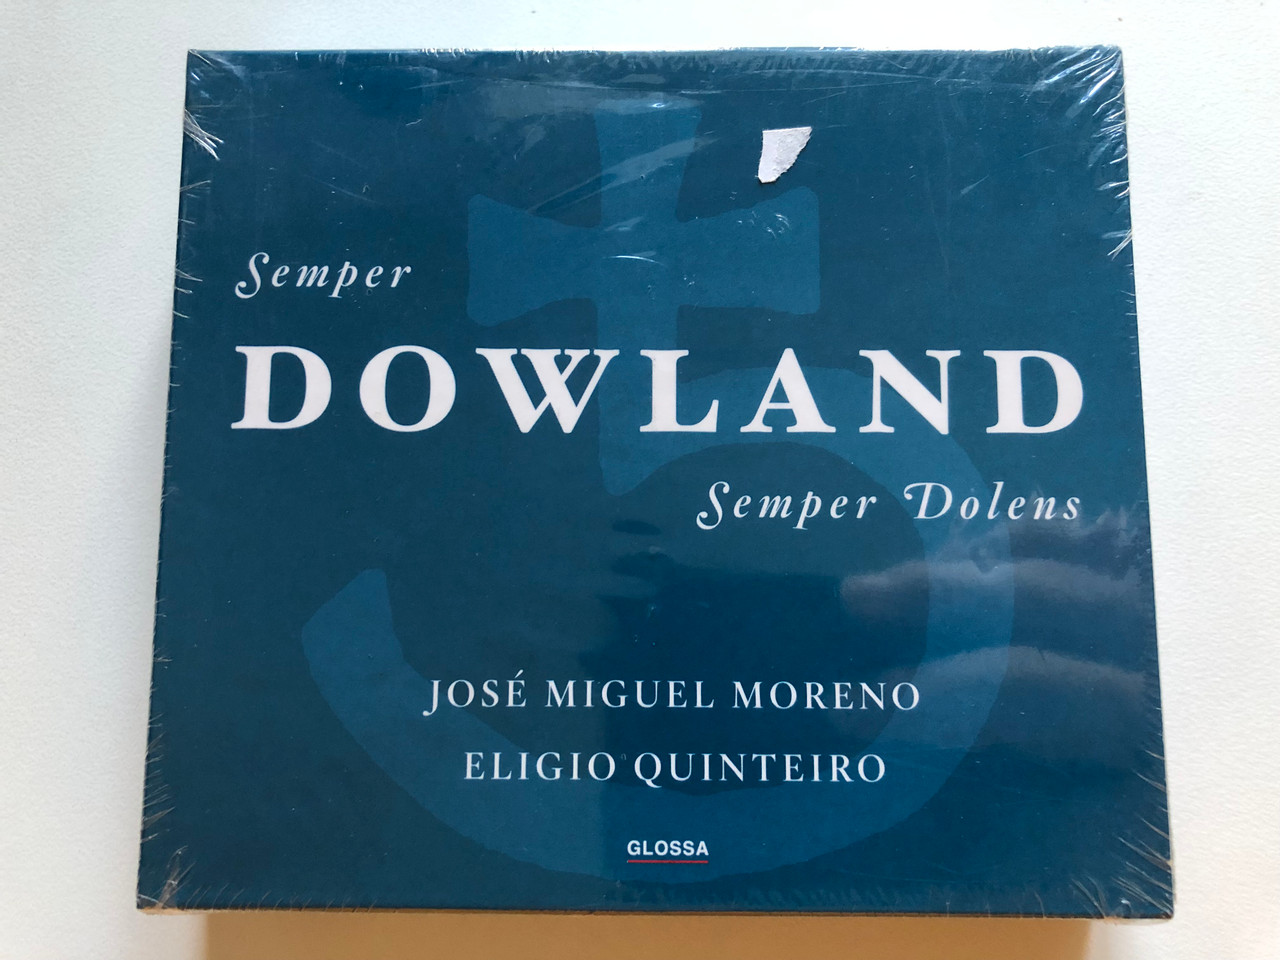 Semper
DOWLAND
Semper Dolens
JOSÉ MIGUEL MORENO
ELIGIO QUINTEIRO
GLOSSA